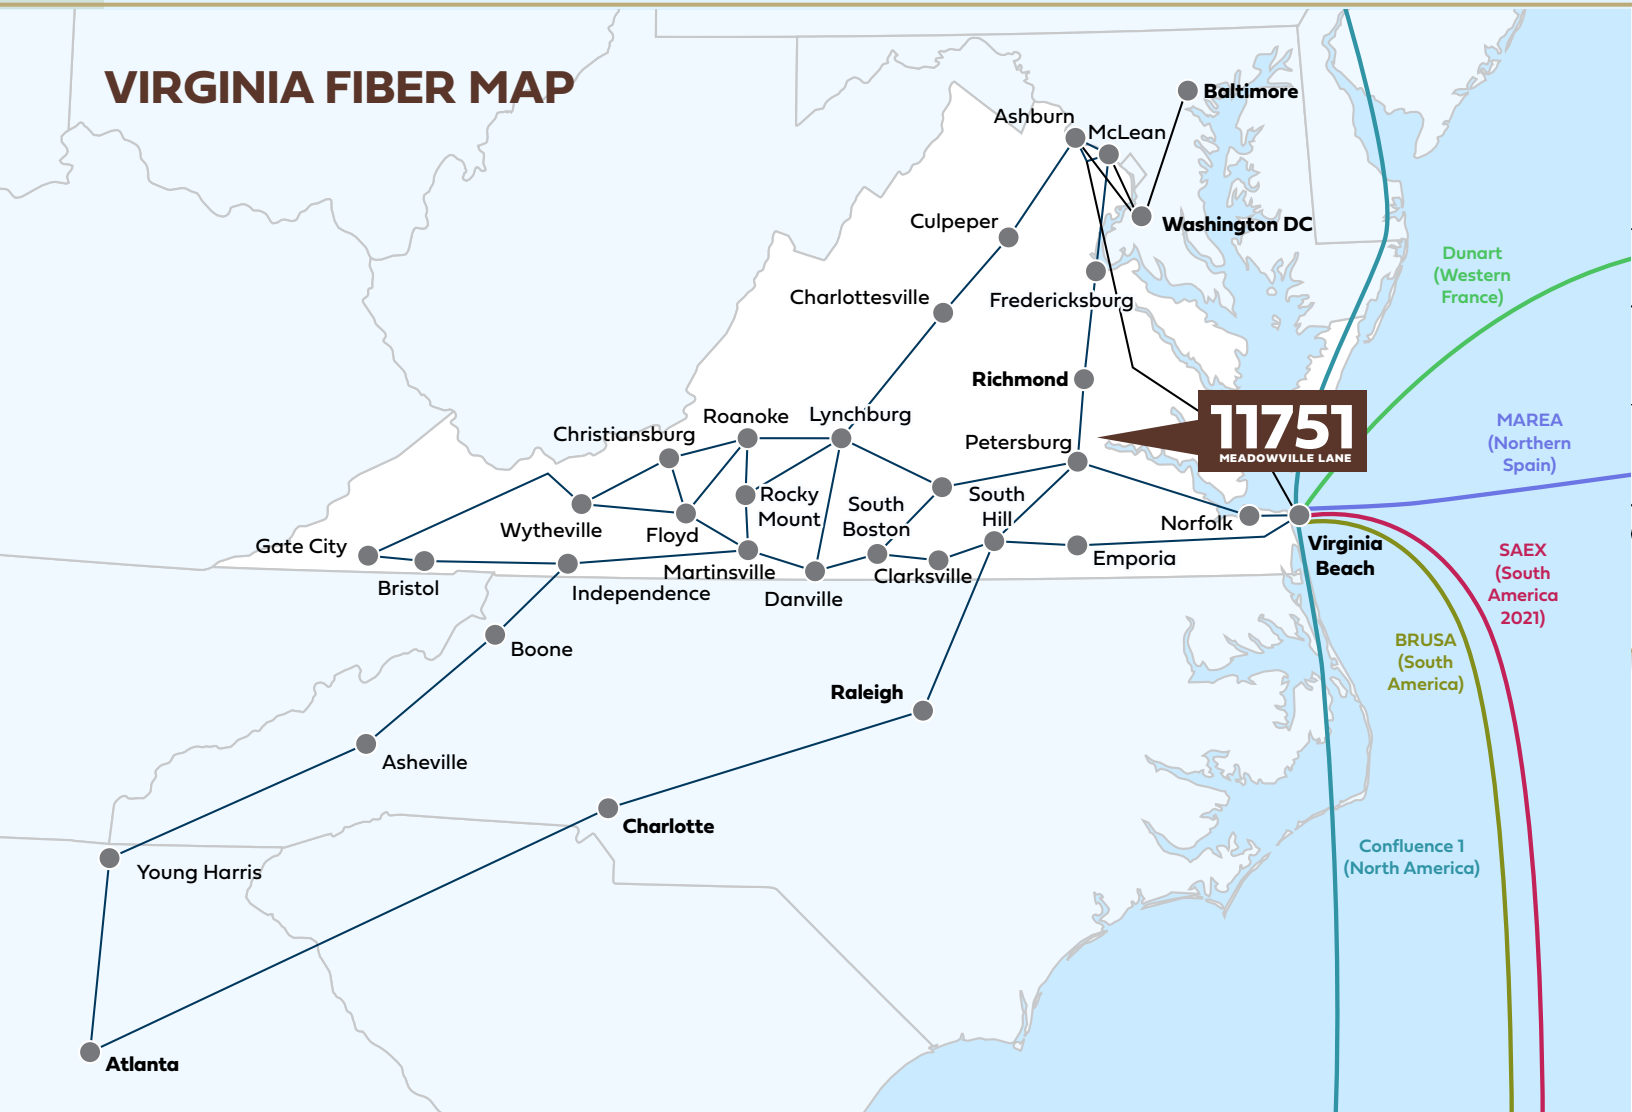 VIRGINIA FIBER MAP
Baltimore
Ashburn
McLean
Culpeper
Washington DC
Dunart
(Western
France)
Charlottesville
Fredericksburg
Richmond
11751
MEADOWVILLE LANE
MAREA
(Northern
Spain)
Roanoke
Lynchburg
Christiansburg
Petersburg
Rocky
Mount
South
Boston
South
Hill
Wytheville
Floyd
Norfolk
Gate City
Virginia
Beach
SAEX
(South
America
2021)
Emporia
Bristol
Independence
Martinsville
Danville
Clarksville
Boone
BRUSA
(South
America)
Raleigh
Asheville
Charlotte
Confluence 1
(North America)
Young Harris
Atlanta